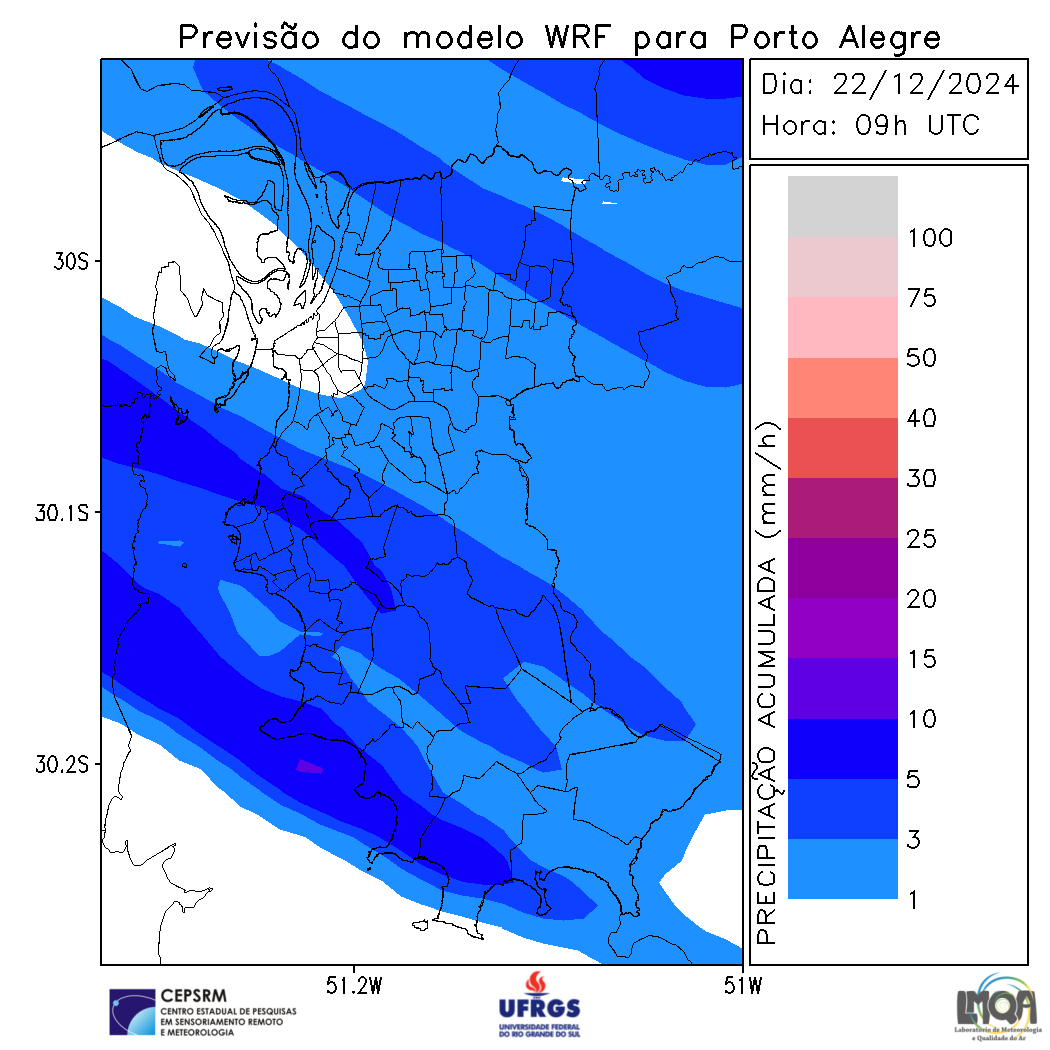 Previsão do modelo WRF para Porto Alegre
Dia: 22/12/2024
Hora: 09h UTC
30S
30.1S
30.2S
51.2W
51W
PRECIPITAÇÃO ACUMULADA (mm/h)
100
75
50
40
30
25
20
15
10
5
3
1
CEPSRM
CENTRO ESTADUAL DE PESQUISAS
EM SENSORIAMENTO REMOTO
E METEOROLOGIA
UFRGS
UNIVERSIDADE FEDERAL
DO RIO GRANDE DO SUL
LMQA
Laboratório de Meteorologia
e Qualidade do Ar